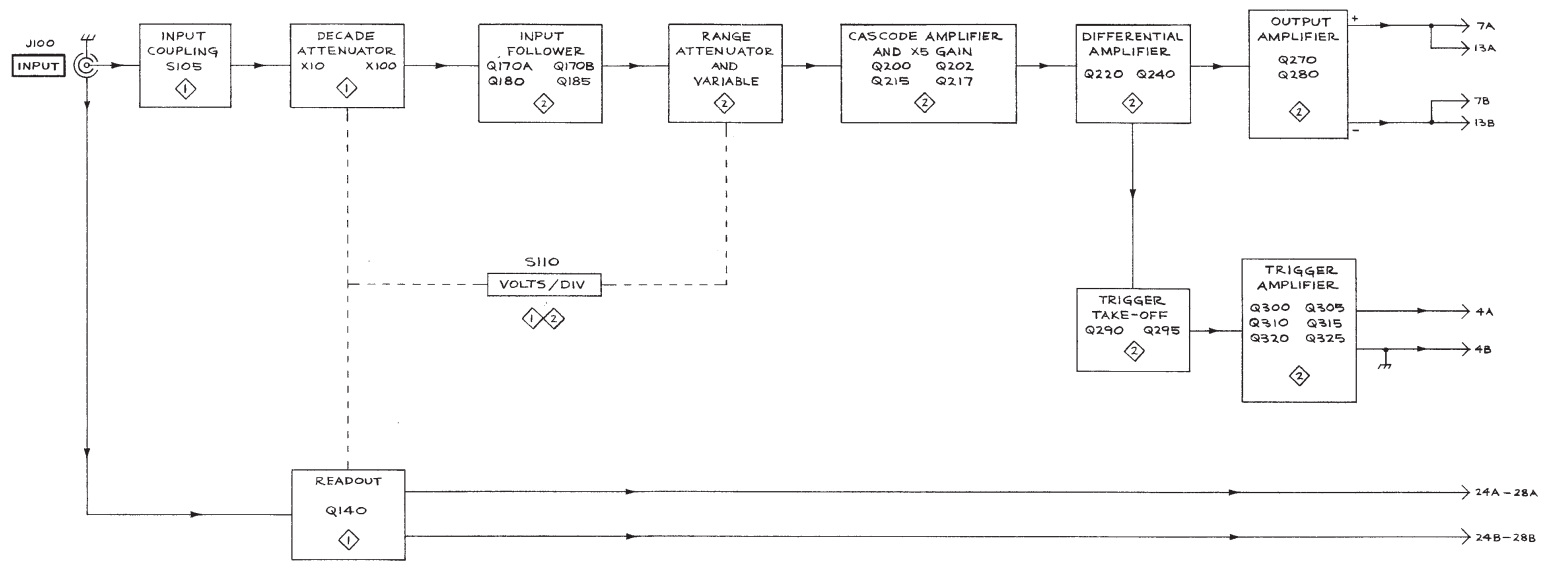 J100
INPUT
INPUT
COUPLING
S105
1
DECADE
ATTENUATOR
X10 X100
1
INPUT
FOLLOWER
Q170A Q170B
Q180 Q185
2
RANGE
ATTENUATOR
AND
VARIABLE
2
CASCODE AMPLIFIER
AND X5 GAIN
Q200 Q202
Q215 Q217
2
DIFFERENTIAL
AMPLIFIER
Q220 Q240
2
OUTPUT
AMPLIFIER
Q270
Q280
2
+
7A
13A
7B
13B
-
S110
VOLTS/DIV
1 2
TRIGGER
TAKE-OFF
Q290 Q295
2
TRIGGER
AMPLIFIER
Q300 Q305
Q310 Q315
Q320 Q325
2
4A
4B
READOUT
Q140
1
24A-28A
24B-28B